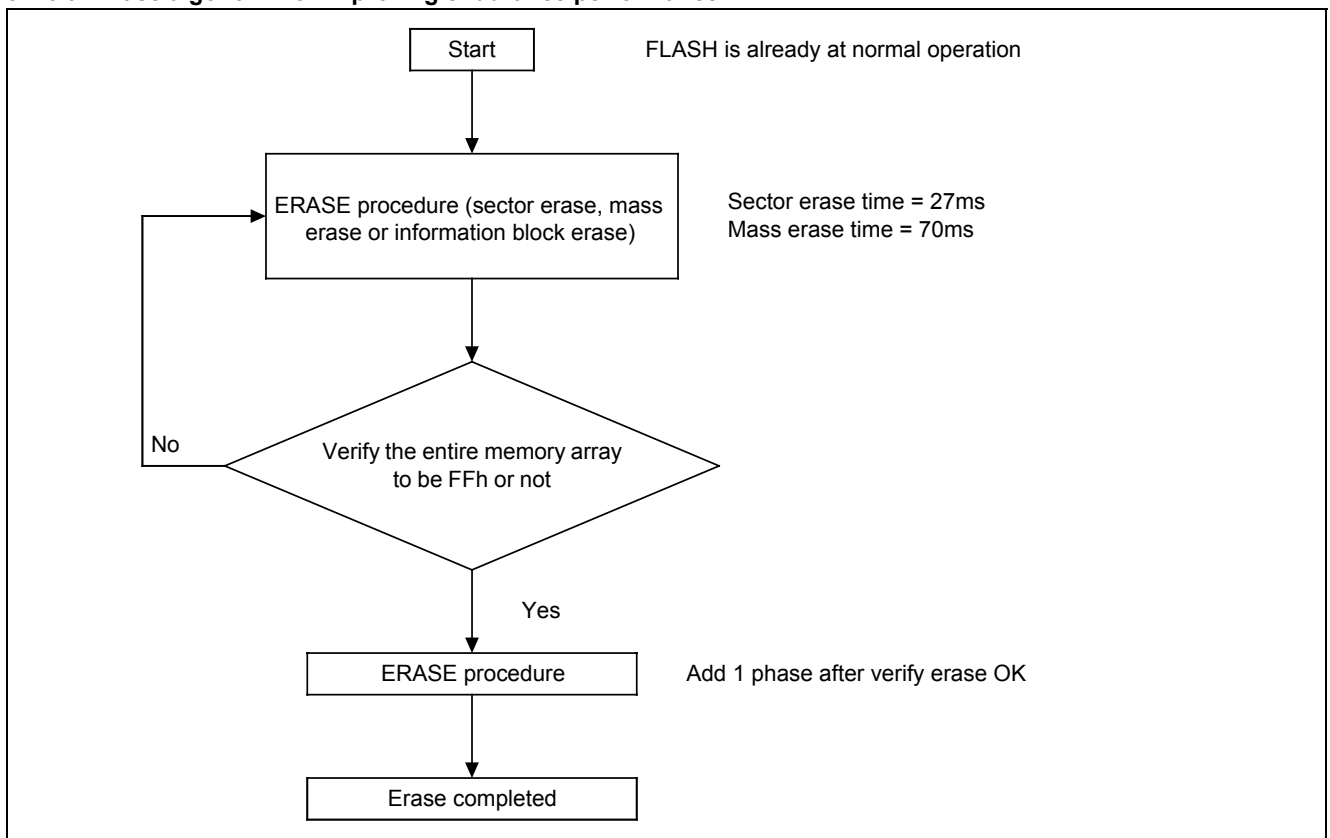 Start
FLASH is already at normal operation
ERASE procedure (sector erase, mass
erase or information block erase)
Sector erase time = 27ms
Mass erase time = 70ms
No
Verify the entire memory array
to be FFh or not
Yes
ERASE procedure
Add 1 phase after verify erase OK
Erase completed